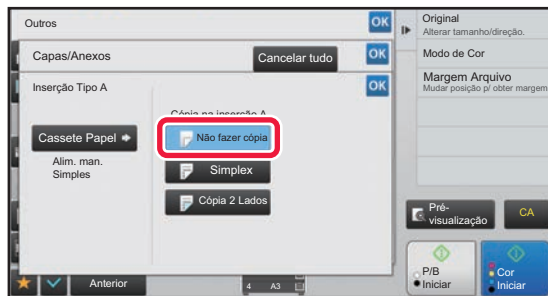 Outros
OK
Capas/Anexos
Cancelar tudo
OK
Inserção Tipo A
OK
Cópia na inserção A
Cassete Papel
Alim. man.
Simples
Não fazer cópia
Simplex
Cópia 2 Lados
Anterior
4 A3
Original
Alterar tamanho/direção.
Modo de Cor
Margem Arquivo
Mudar posição p/ obter margem
Pré-
visualização
CA
P/B
Iniciar
Cor
Iniciar